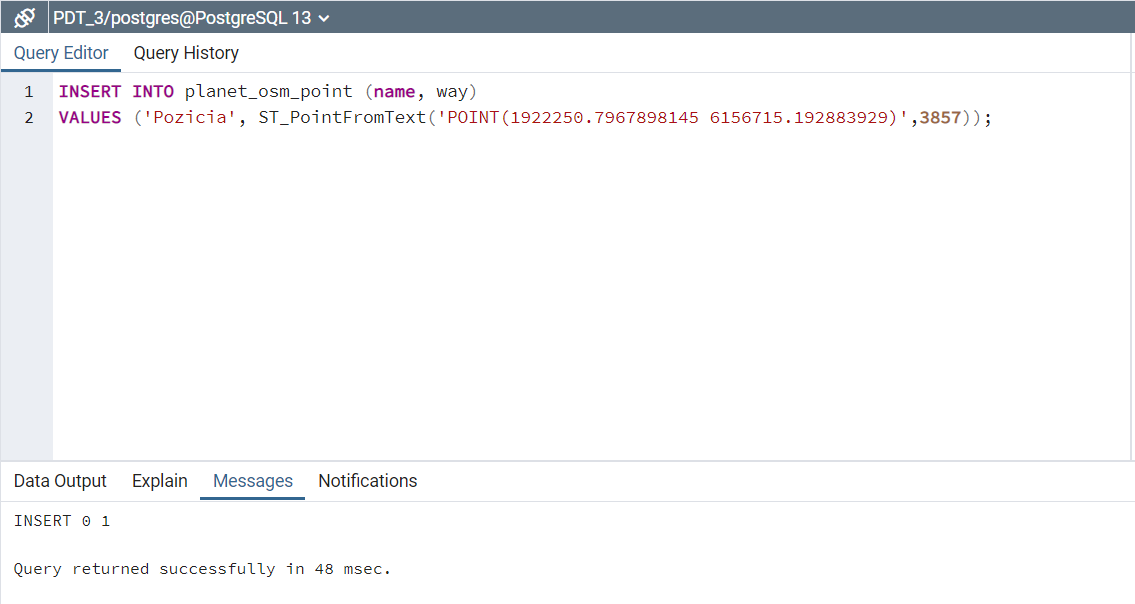 PDT_3/postgres@PostgreSQL 13
Query Editor Query History
1 INSERT INTO planet_osm_point (name, way)
2 VALUES ('Pozicia', ST_PointFromText('POINT(1922250.7967898145 6156715.192883929)',3857));
Data Output Explain Messages Notifications
INSERT 0 1
Query returned successfully in 48 msec.